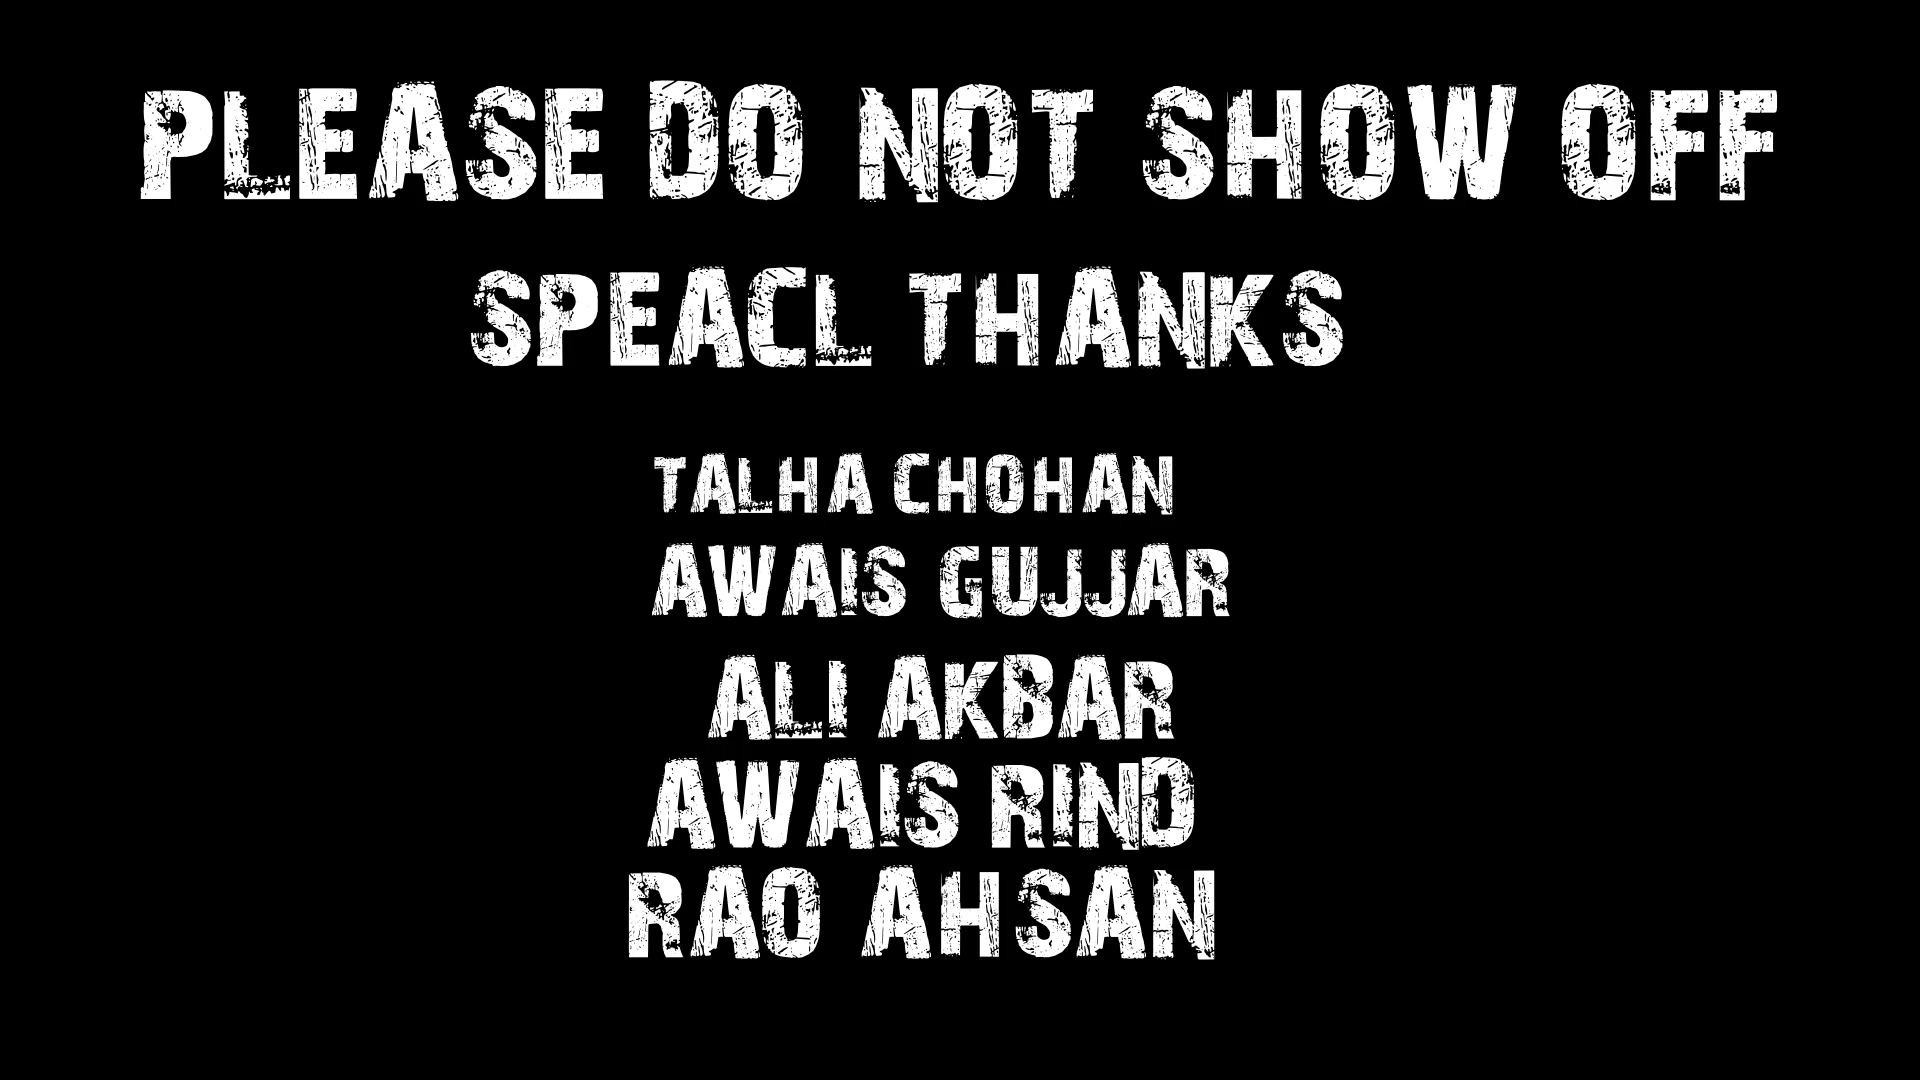 PLEASE DO NOT SHOW OFF
SPEACL THANKS
TALHA CHOHAN
AWAIS GUJJAR
ALI AKBAR
AWAIS RIND
RAO AHSAN